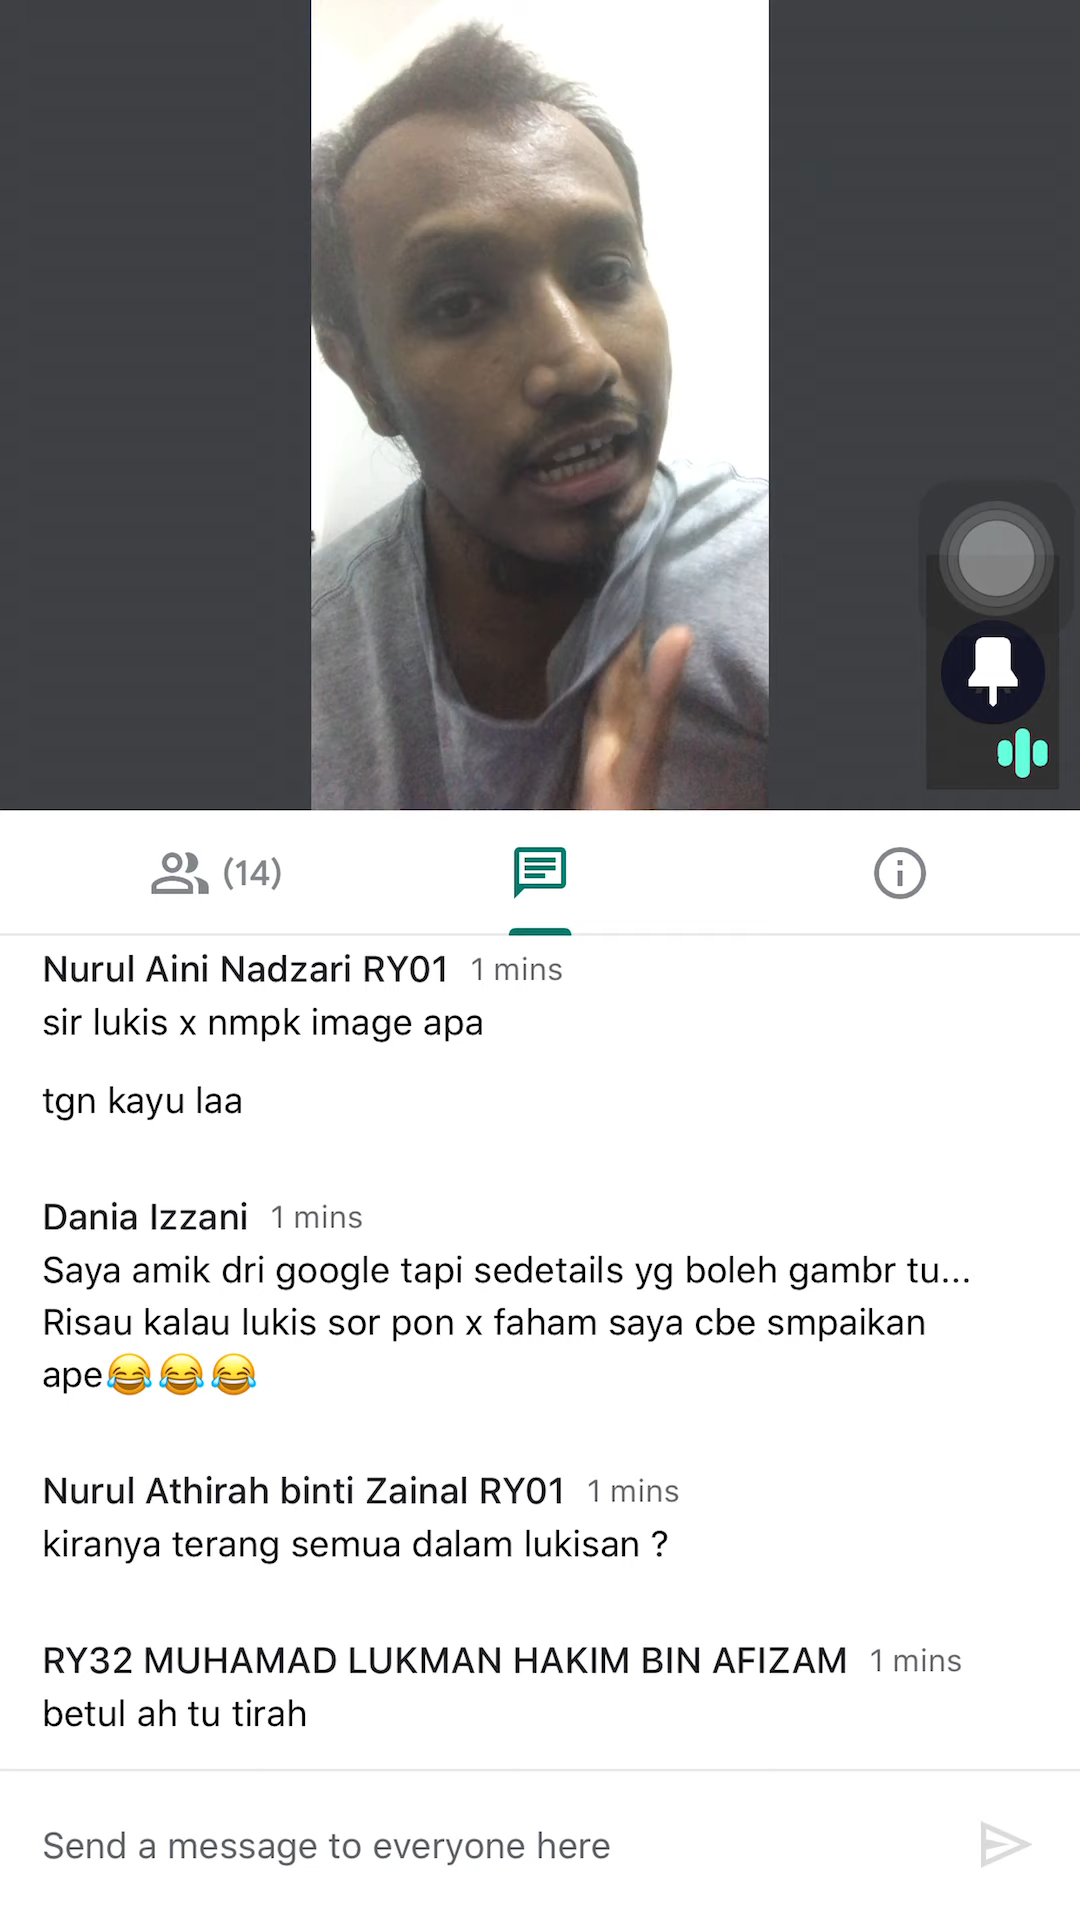 (14)
Nurul Aini Nadzari RY01 1 mins
sir lukis x nmpk image apa
tgn kayu laa
Dania Izzani 1 mins
Saya amik dri google tapi sedetails yg boleh gambr tu...
Risau kalau lukis sor pon x faham saya cbe smpaikan
ape😂😂😂
Nurul Athirah binti Zainal RY01 1 mins
kiranya terang semua dalam lukisan ?
RY32 MUHAMAD LUKMAN HAKIM BIN AFIZAM 1 mins
betul ah tu tirah
Send a message to everyone here